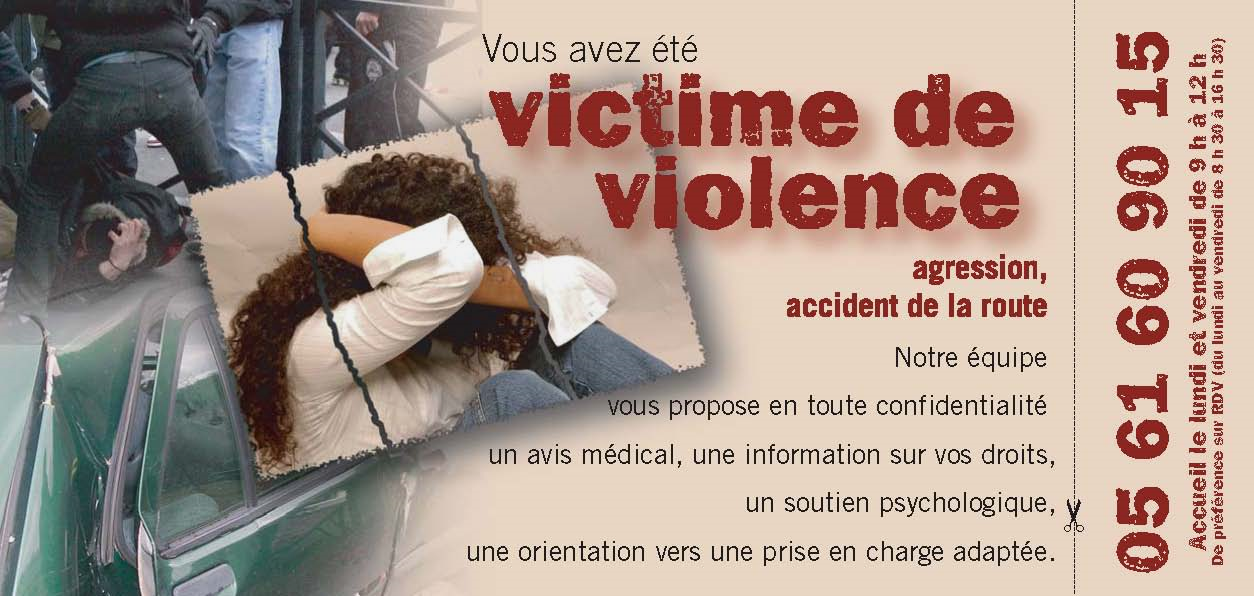 Vous avez été
victime de
violence
agression,
accident de la route
Notre équipe
vous propose en toute confidentialité
un avis médical, une information sur vos droits,
un soutien psychologique,
une orientation vers une prise en charge adaptée.
05 61 60 90 15
Accueil le lundi et vendredi de 9 h à 12 h
De préférence sur RDV (du lundi au vendredi de 8 h 30 à 16 h 30)